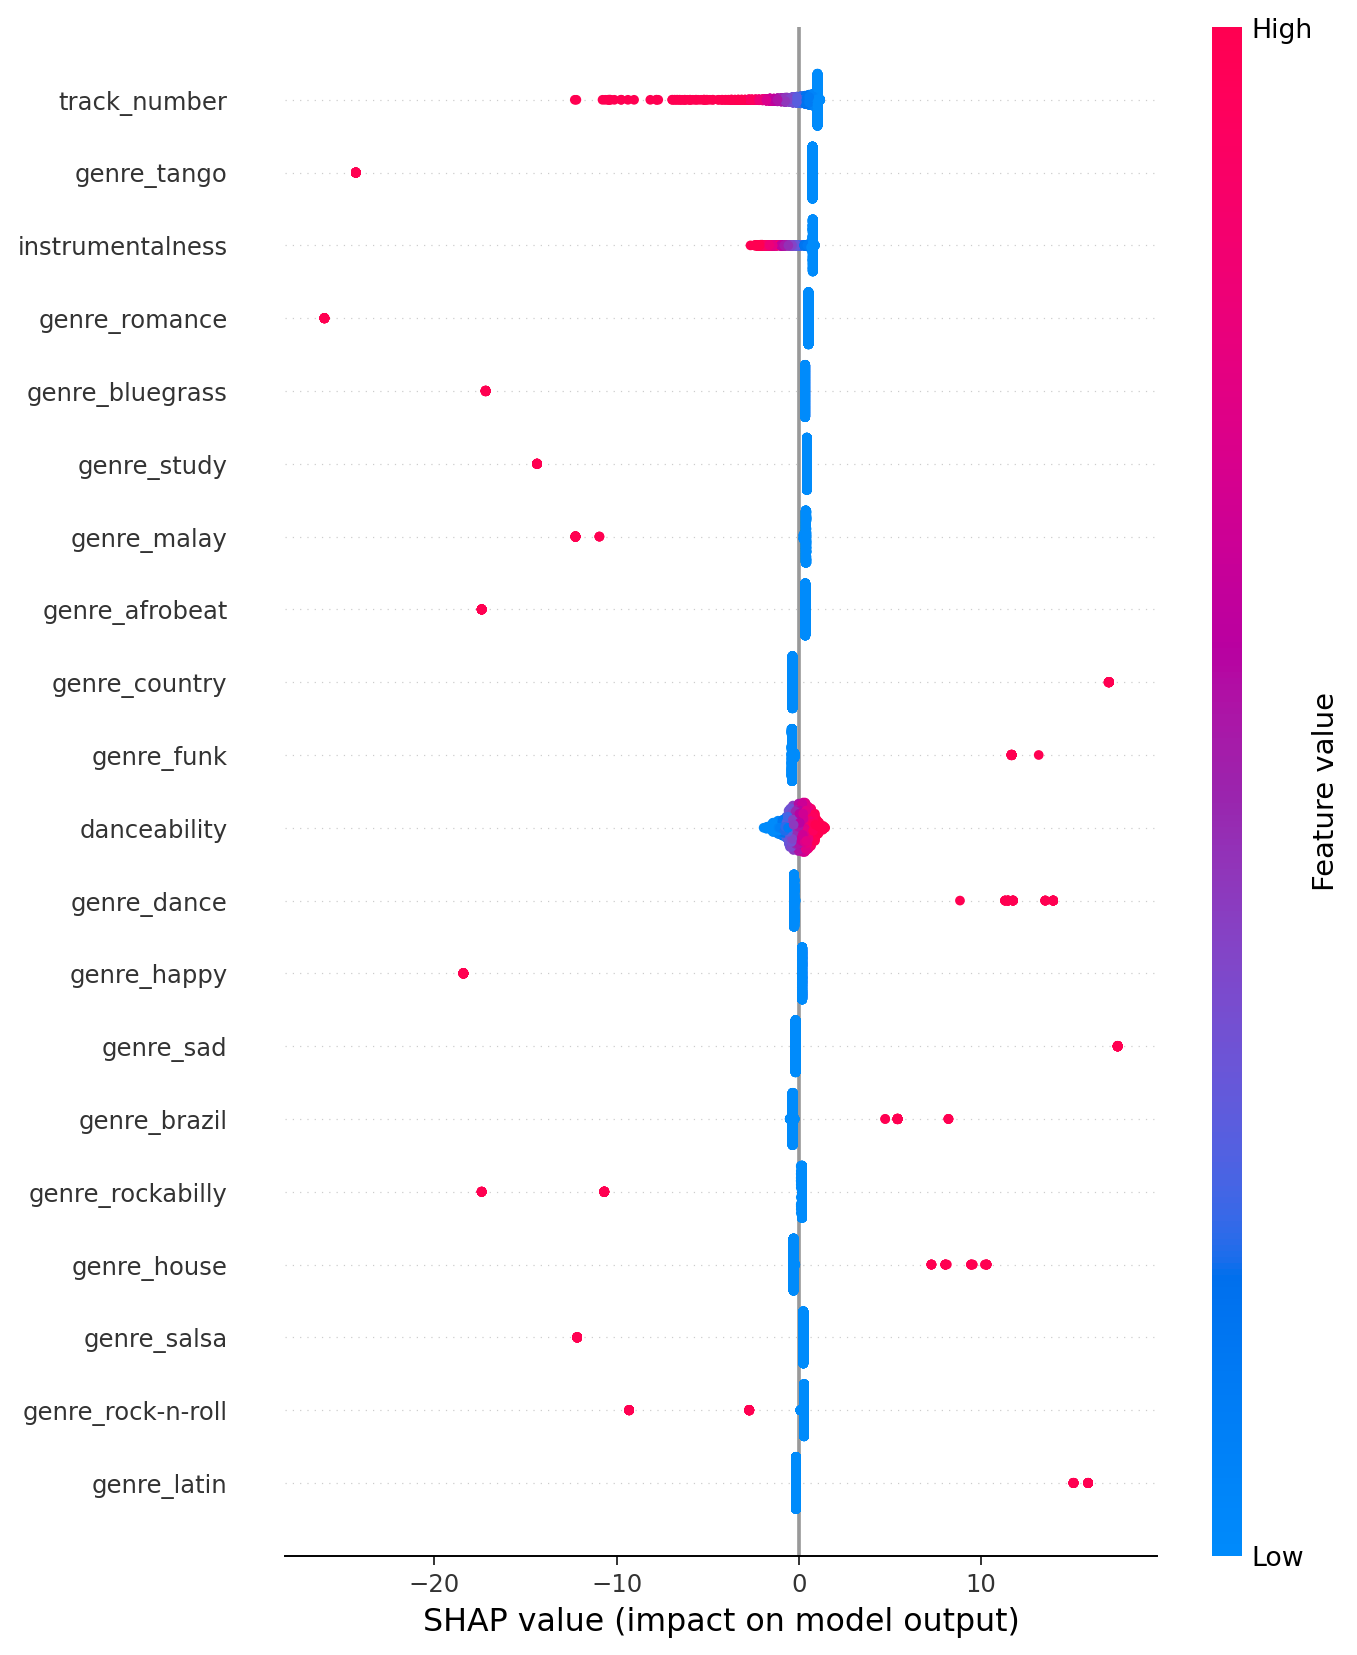 High
track_number
genre_tango
instrumentalness
genre_romance
genre_bluegrass
genre_study
genre_malay
genre_afrobeat
genre_country
genre_funk
danceability
genre_dance
genre_happy
genre_sad
genre_brazil
genre_rockabilly
genre_house
genre_salsa
genre_rock-n-roll
genre_latin
Feature value
Low
−20 −10 0 10
SHAP value (impact on model output)